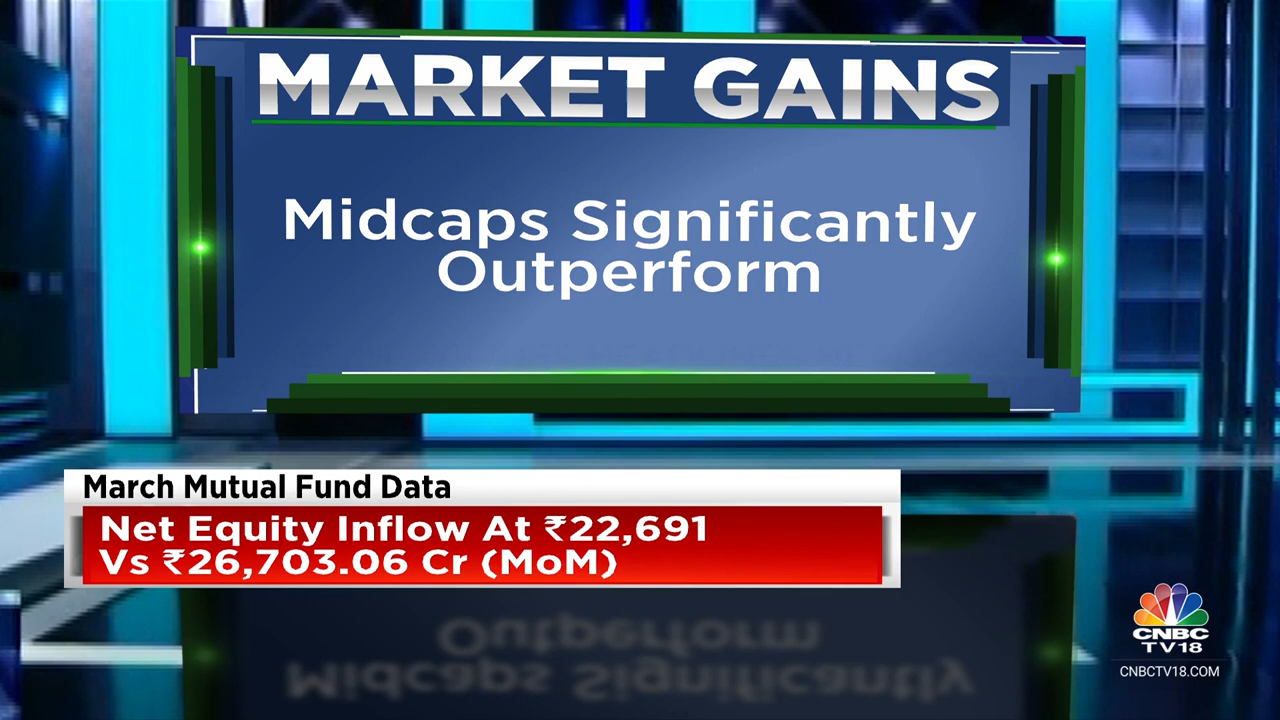 MARKET GAINS
Midcaps Significantly
Outperform
March Mutual Fund Data
Net Equity Inflow At ₹22,691
Vs ₹26,703.06 Cr (MoM)
CNBC
TV18
CNBCTV18.COM